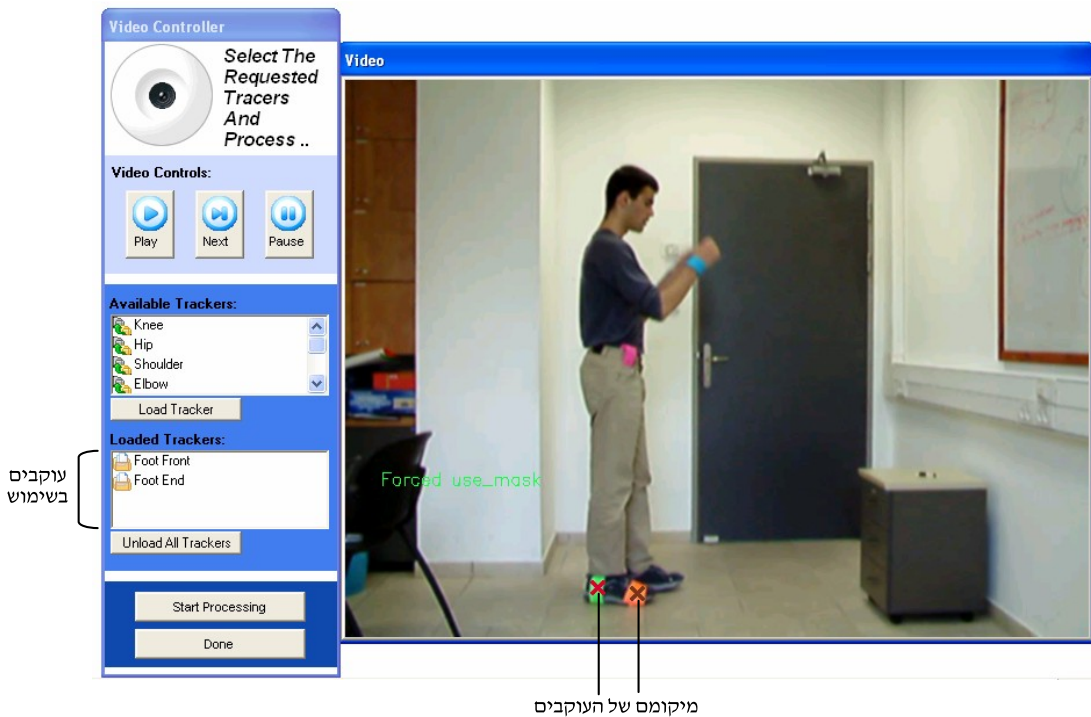 Video Controller
Select The
Requested
Tracers
And
Process ..
Video Controls:
Play
Next
Pause
Available Trackers:
Knee
Hip
Shoulder
Elbow
Load Tracker
Loaded Trackers:
Foot Front
Foot End
Unload All Trackers
Start Processing
Done
עוקבים
בשימוש
Video
Forced use_mask
מיקומם של העוקבים